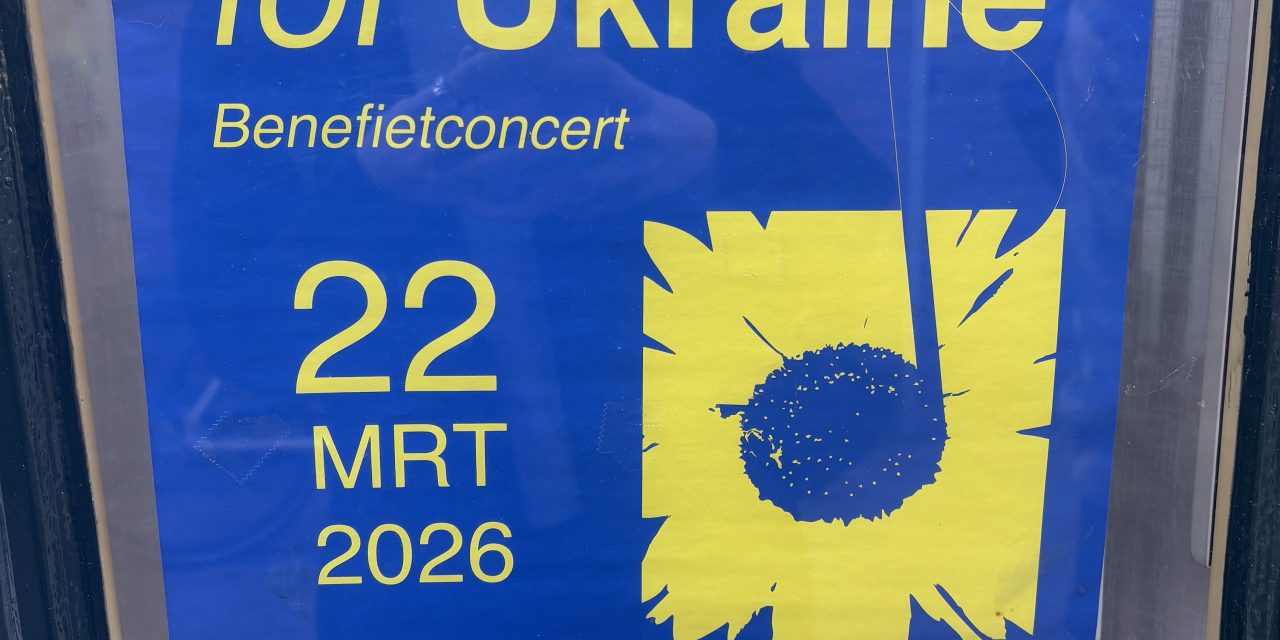 for Ukraine
Benefietconcert
22
MRT
2026